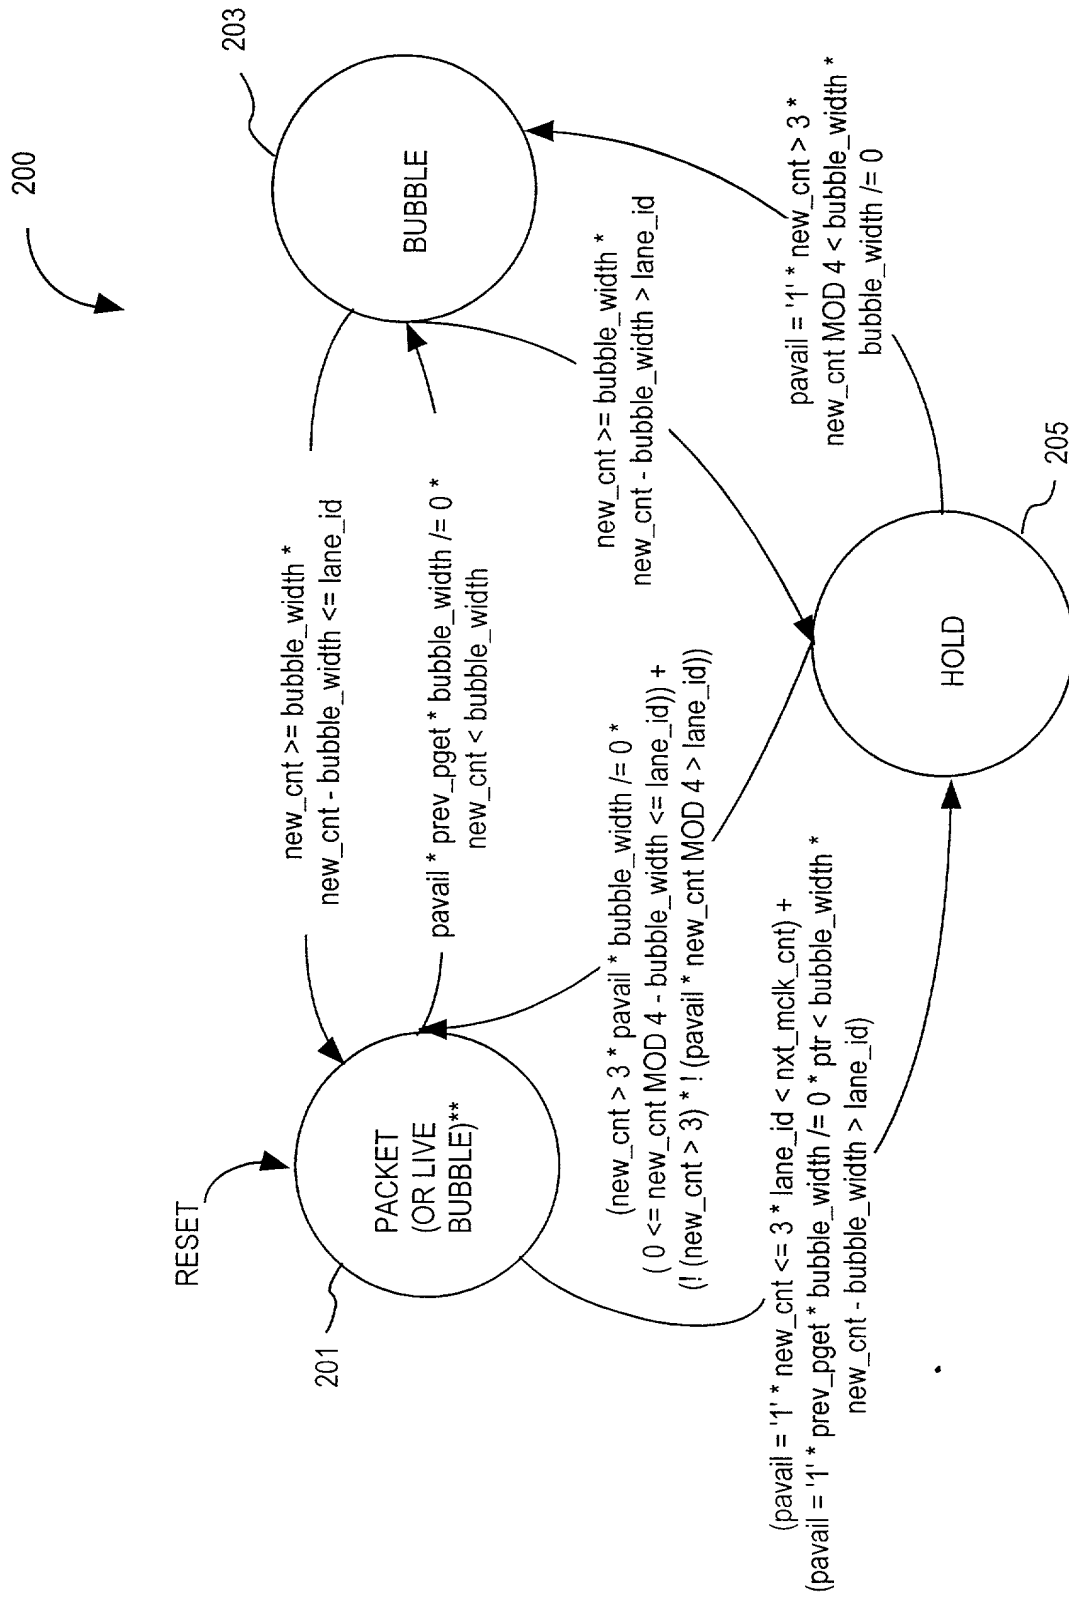 200
203
BUBBLE
RESET
201
PACKET
(OR LIVE
BUBBLE)**
new_cnt >= bubble_width *
new_cnt - bubble_width <= lane_id
pavail * prev_pget * bubble_width /= 0 *
new_cnt < bubble_width
new_cnt >= bubble_width *
new_cnt - bubble_width > lane_id
pavail = '1' * new_cnt > 3 *
new_cnt MOD 4 < bubble_width *
bubble_width /= 0
(new_cnt > 3 * pavail * bubble_width /= 0 *
( 0 <= new_cnt MOD 4 - bubble_width <= lane_id)) +
(! (new_cnt > 3) * ! (pavail * new_cnt MOD 4 > lane_id))
(pavail = '1' * new_cnt <= 3 * lane_id < nxt_mclk_cnt) +
(pavail = '1' * prev_pget * bubble_width /= 0 * ptr < bubble_width *
new_cnt - bubble_width > lane_id)
HOLD
205